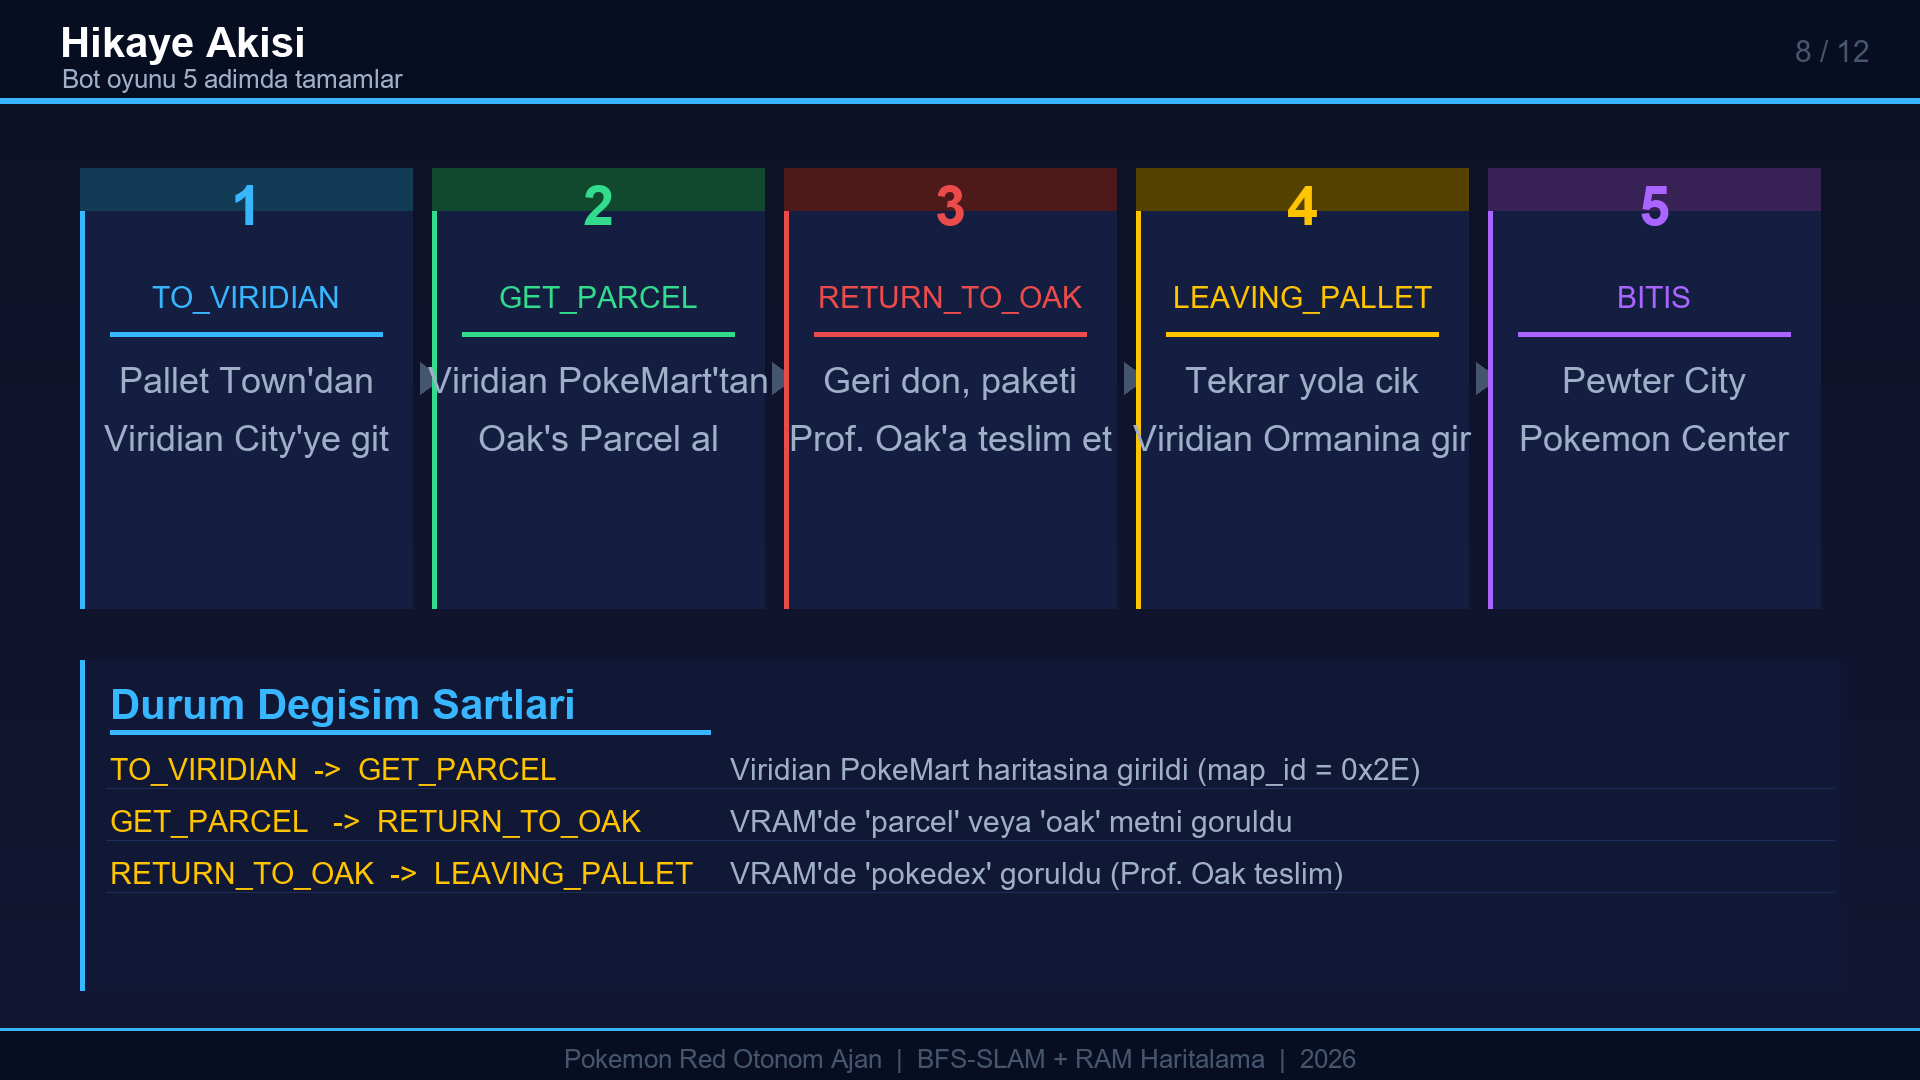 Hikaye Akisi
Bot oyunu 5 adimda tamamlar
8 / 12
1
TO_VIRIDIAN
Pallet Town'dan
Viridian City'ye git
2
GET_PARCEL
Viridian PokeMart'tan
Oak's Parcel al
3
RETURN_TO_OAK
Geri don, paketi
Prof. Oak'a teslim et
4
LEAVING_PALLET
Tekrar yola cik
Viridian Ormanina gir
5
BITIS
Pewter City
Pokemon Center
Durum Degisim Sartlari
TO_VIRIDIAN -> GET_PARCEL Viridian PokeMart haritasina girildi (map_id = 0x2E)
GET_PARCEL -> RETURN_TO_OAK VRAM'de 'parcel' veya 'oak' metni goruldu
RETURN_TO_OAK -> LEAVING_PALLET VRAM'de 'pokedex' goruldu (Prof. Oak teslim)
Pokemon Red Otonom Ajan | BFS-SLAM + RAM Haritalama | 2026